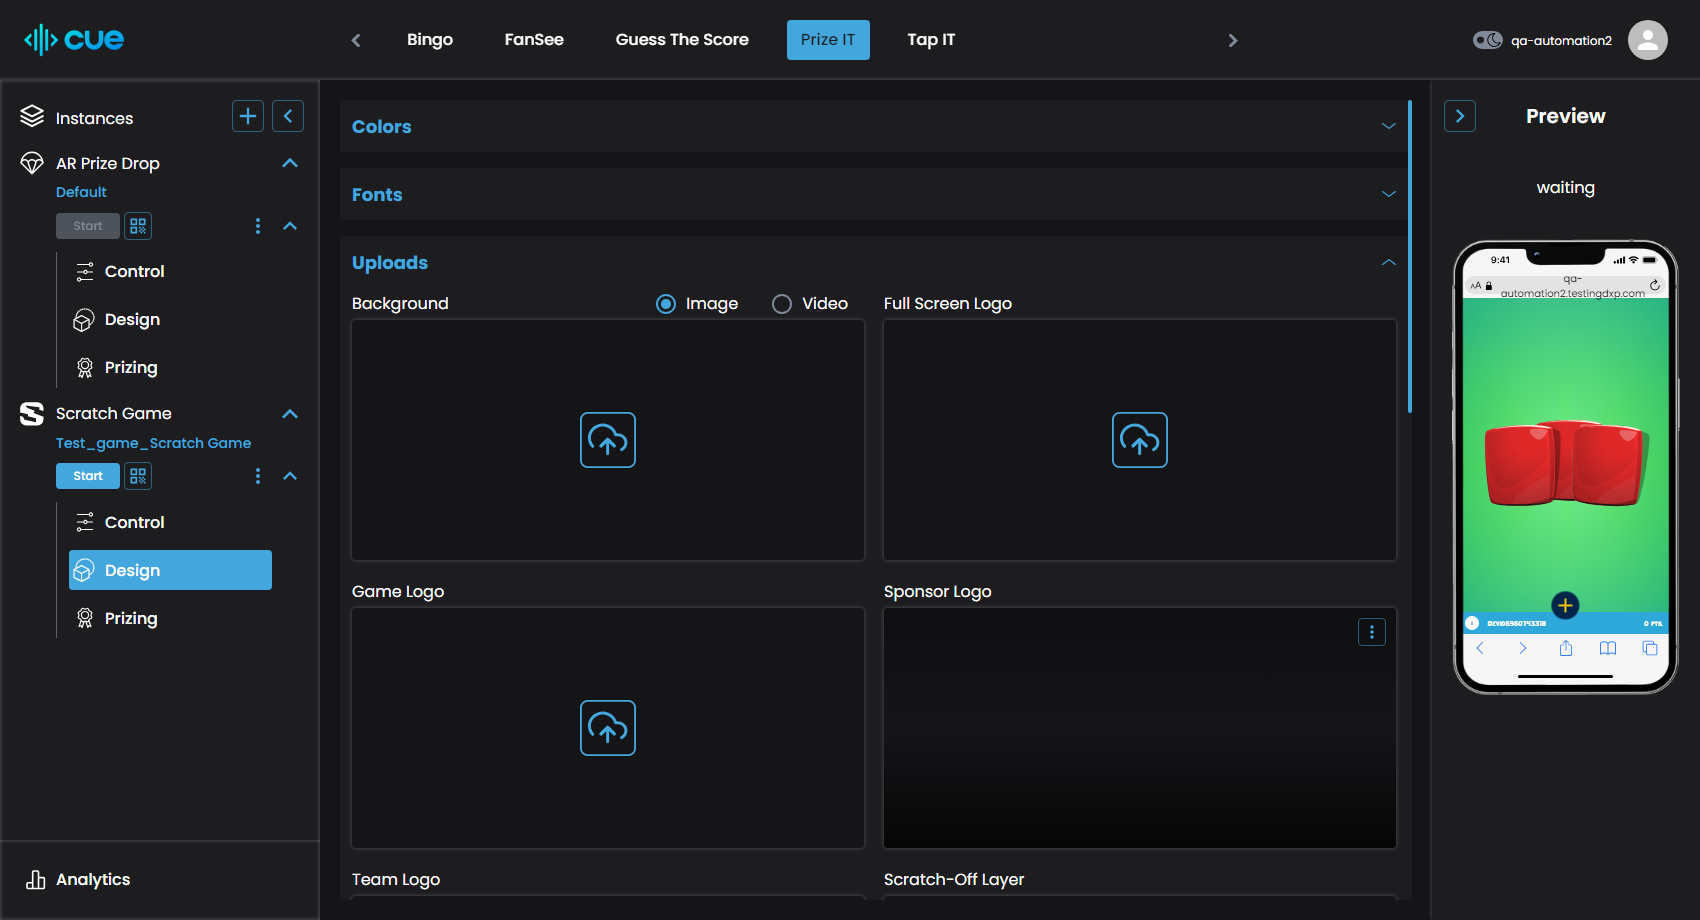 cue
Bingo
FanSee
Guess The Score
Prize IT
Tap IT
qa-automation2
Instances
AR Prize Drop
Default
Start
Control
Design
Prizing
Scratch Game
Test_game_Scratch Game
Start
Control
Design
Prizing
Analytics
Colors
Fonts
Uploads
Background
Image
Video
Full Screen Logo
Game Logo
Sponsor Logo
Team Logo
Scratch-Off Layer
Preview
waiting
9:41
AA
qa-
automation2.testingdxp.com
0 PTS.